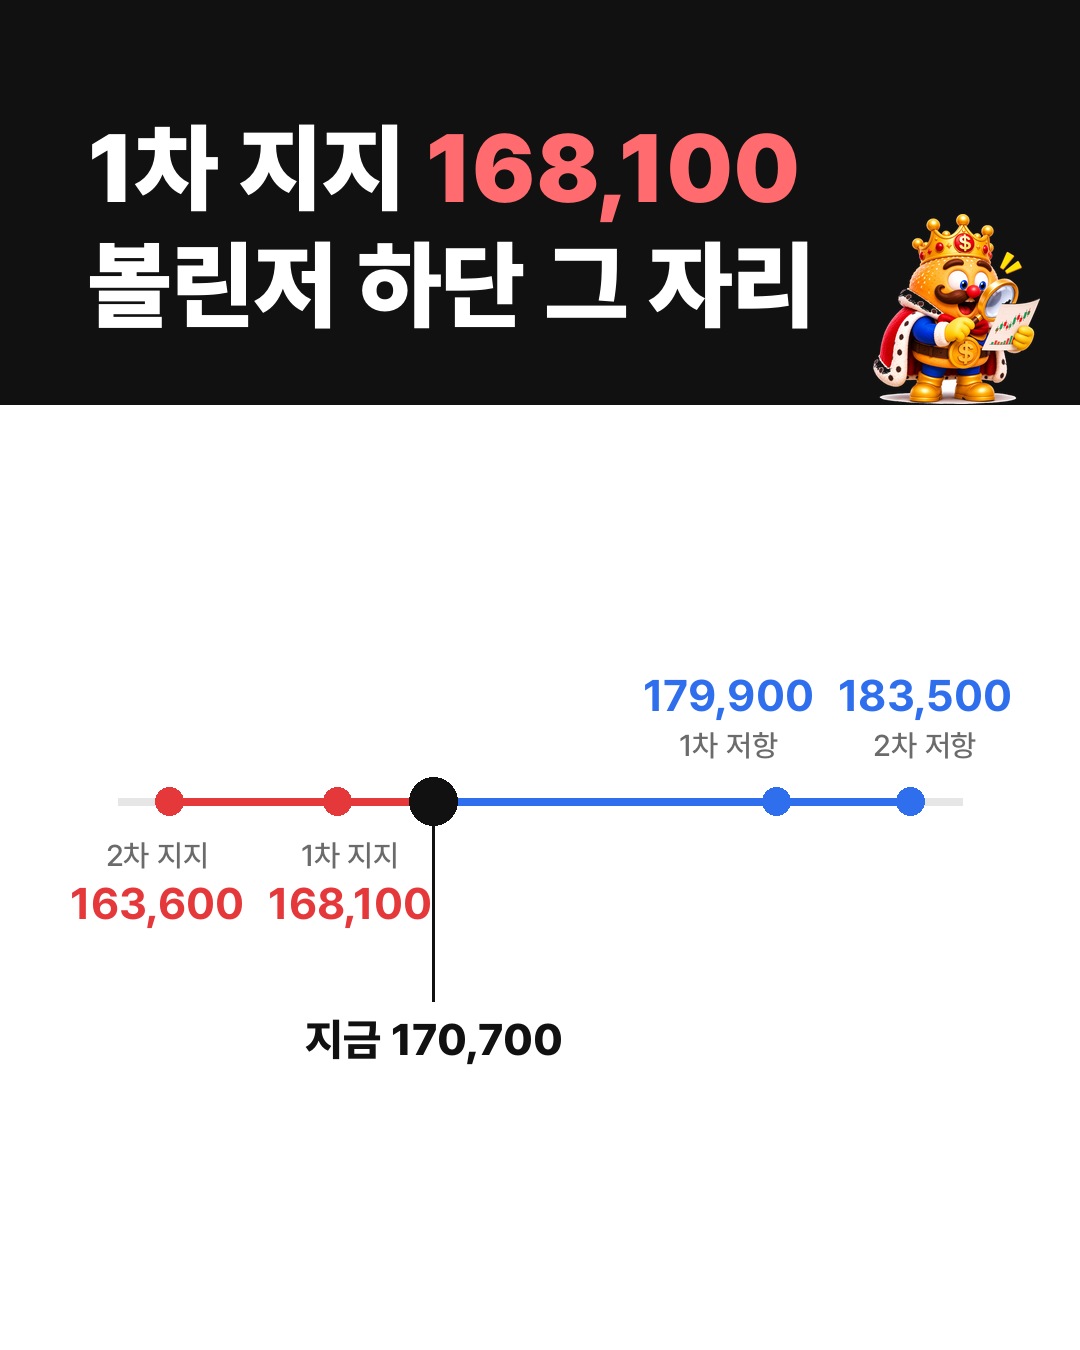 1차 지지 168,100
볼린저 하단 그 자리
$
$
179,900 183,500
1차 저항 2차 저항
2차 지지 1차 지지
163,600 168,100
지금 170,700